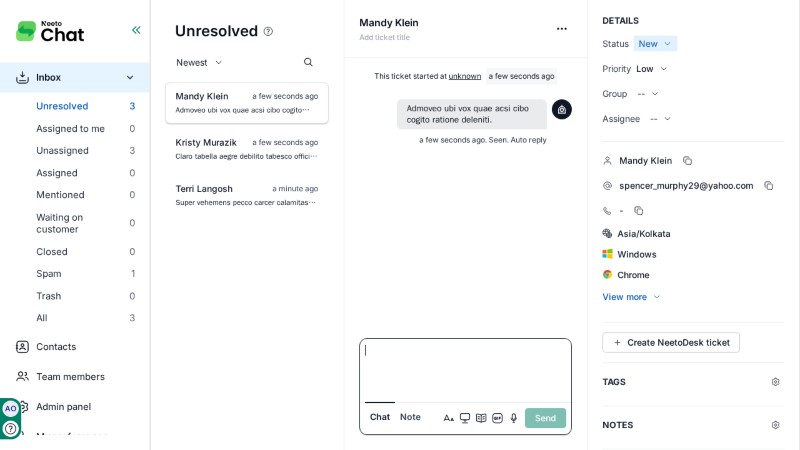 Neeto
Chat
Inbox
Unresolved 3
Assigned to me 0
Unassigned 3
Assigned 0
Mentioned 0
Waiting on
customer 0
Closed 0
Spam 1
Trash 0
All 3
Contacts
Team members
Admin panel
AO
Unresolved
Newest
Mandy Klein a few seconds ago
Admoveo ubi vox quae acsi cibo cogito···
Kristy Murazik a few seconds ago
Claro tabella aegre debilito tabesco offici···
Terri Langosh a minute ago
Super vehemens pecco carcer calamitas···
Mandy Klein
Add ticket title
This ticket started at unknown a few seconds ago
Admoveo ubi vox quae acsi cibo
cogito ratione deleniti.
a few seconds ago. Seen. Auto reply
Chat Note
GIF
Send
DETAILS
Status New
Priority Low
Group --
Assignee --
Mandy Klein
spencer_murphy29@yahoo.com
-
Asia/Kolkata
Windows
Chrome
View more
+ Create NeetoDesk ticket
TAGS
NOTES